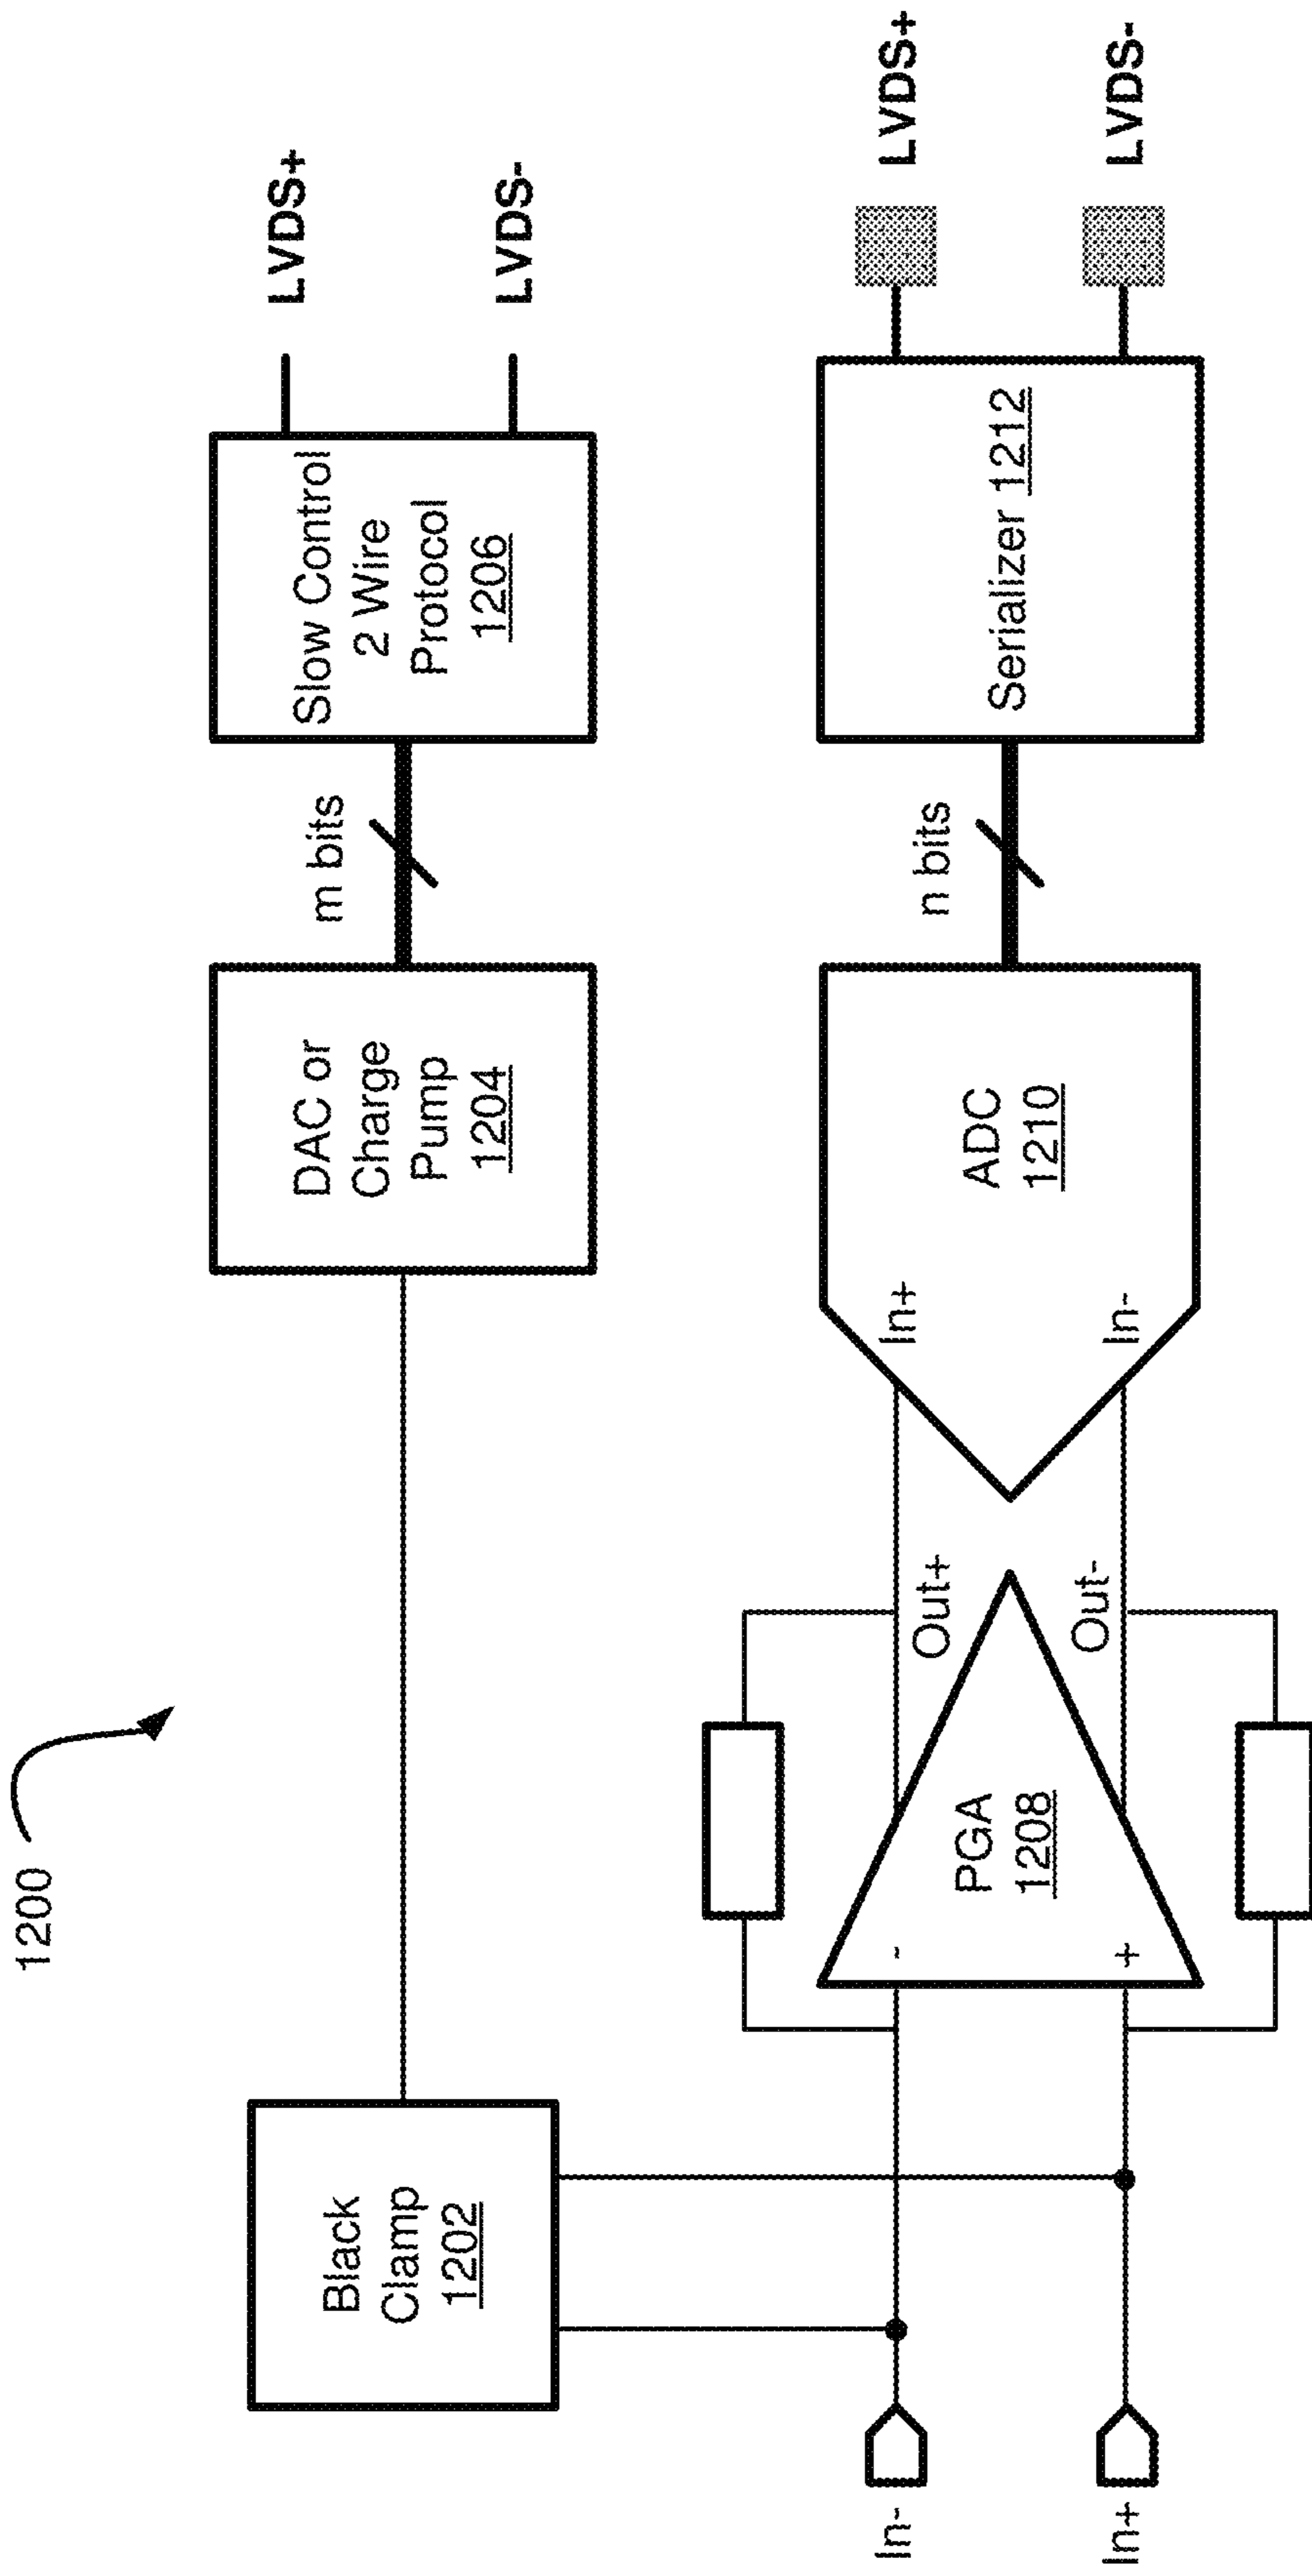 1200
Black
Clamp
1202
DAC or
Charge
Pump
1204
m bits
Slow Control
2 Wire
Protocol
1206
LVDS+
LVDS-
In-
In+
-
+
PGA
1208
Out+
Out-
In+
In-
ADC
1210
n bits
Serializer 1212
LVDS+
LVDS-